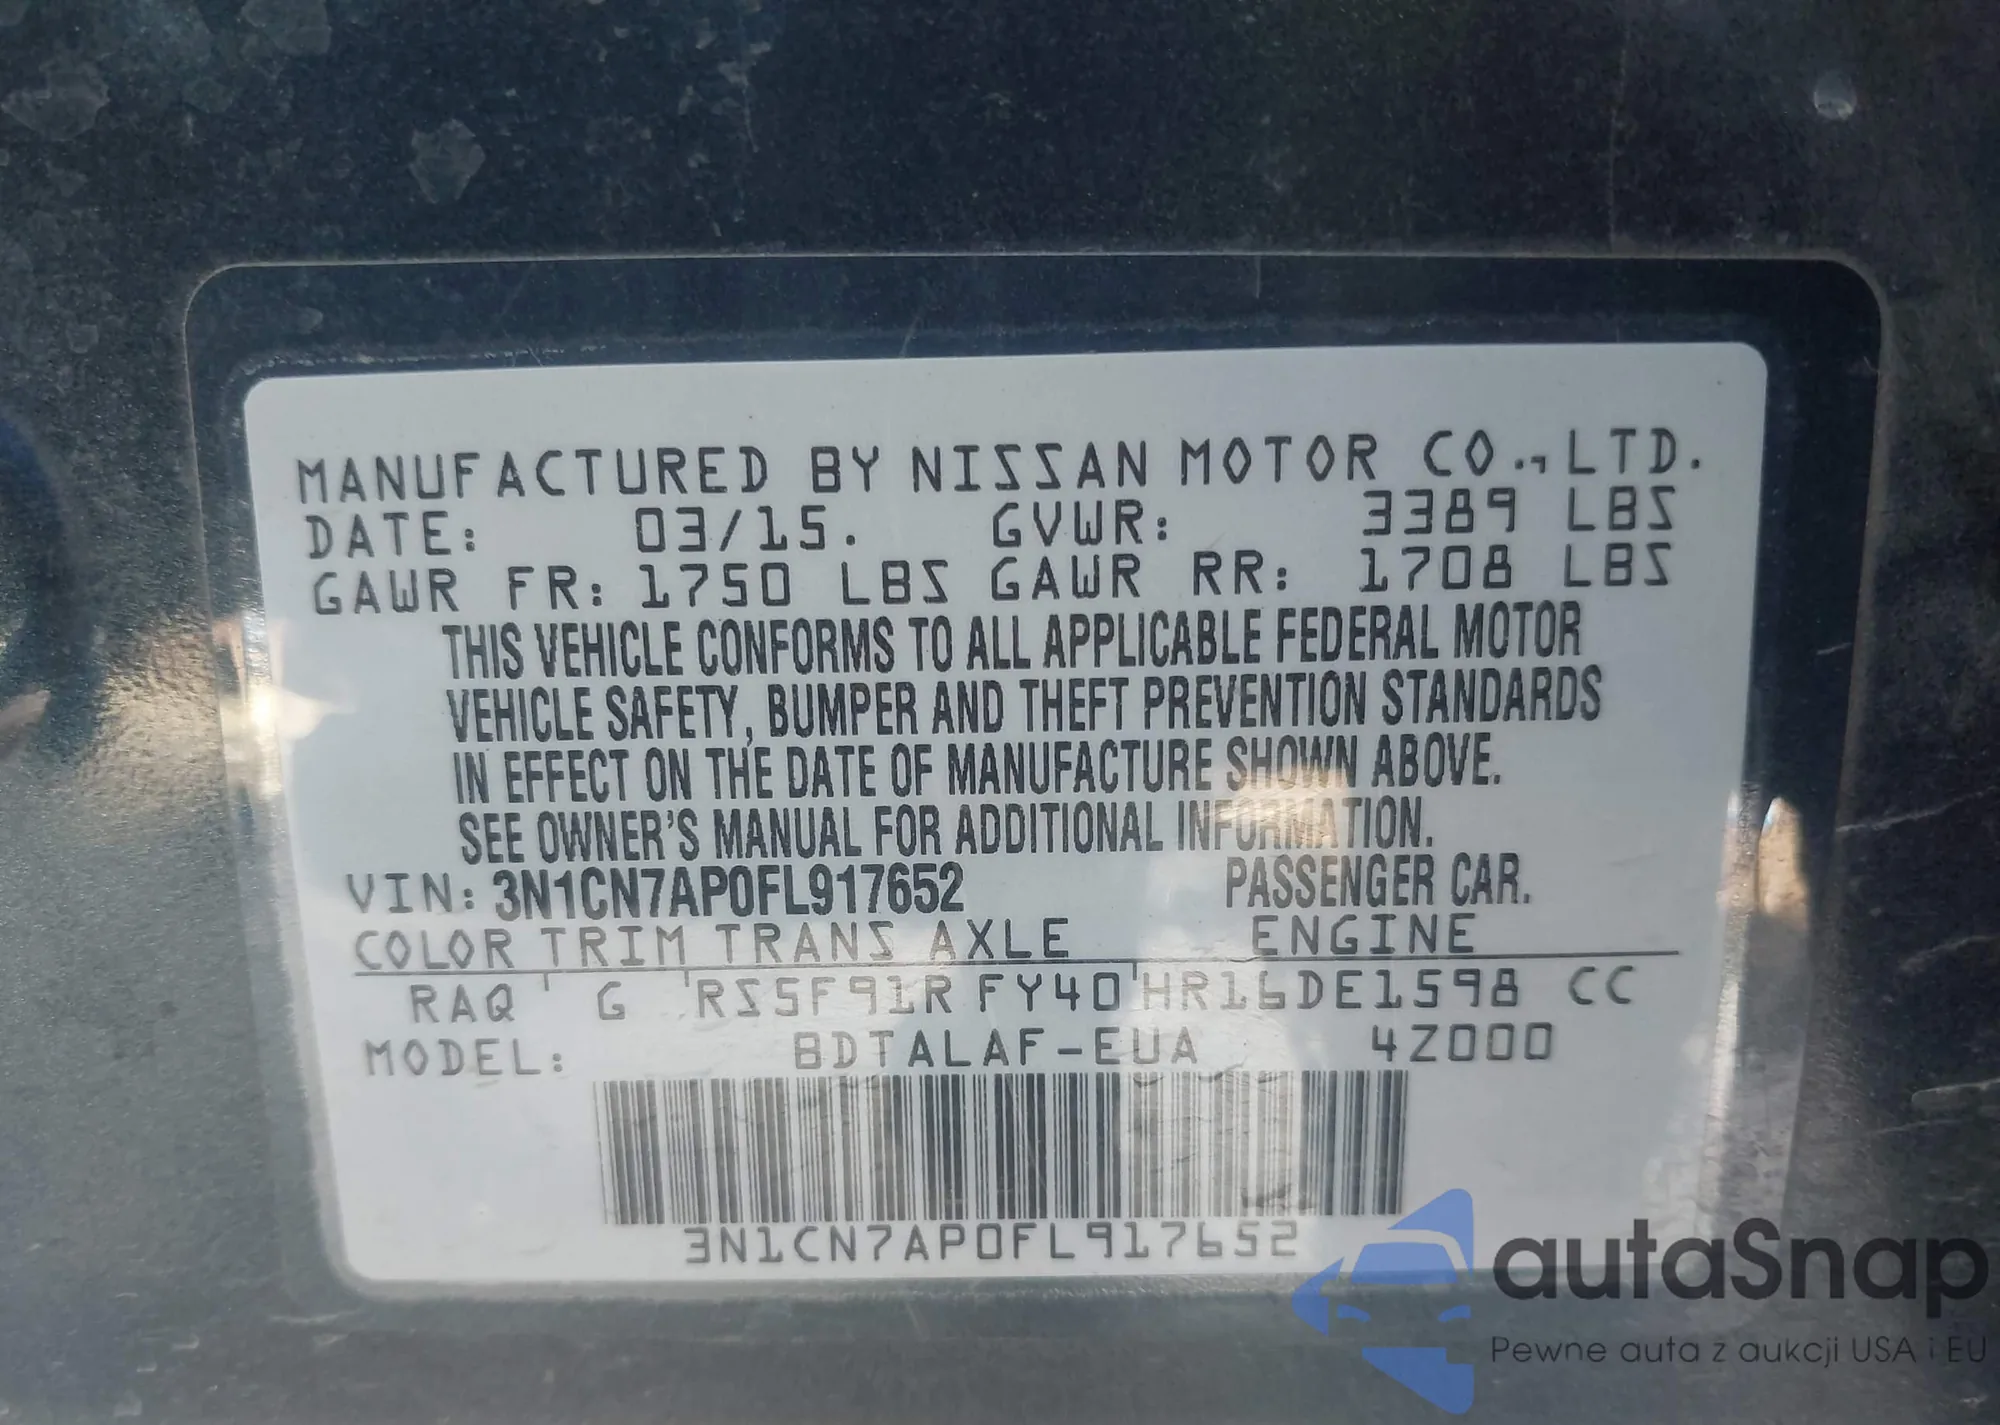 MANUFACTURED BY NISSAN MOTOR CO.,LTD.
DATE: 03/15. GVWR: 3389 LBS
GAWR FR: 1750 LBS GAWR RR: 1708 LBS
THIS VEHICLE CONFORMS TO ALL APPLICABLE FEDERAL MOTOR
VEHICLE SAFETY, BUMPER AND THEFT PREVENTION STANDARDS
IN EFFECT ON THE DATE OF MANUFACTURE SHOWN ABOVE.
SEE OWNER'S MANUAL FOR ADDITIONAL INFORMATION.
VIN: 3N1CN7AP0FL917652 PASSENGER CAR.
COLOR TRIM TRANS AXLE ENGINE
RAQ G RS5F91R FY40 HR16DE1598 CC
MODEL: BDTALAF-EUA 4Z000
3N1CN7AP0FL917652
autaSnap
Pewne auta z aukcji USA i EU